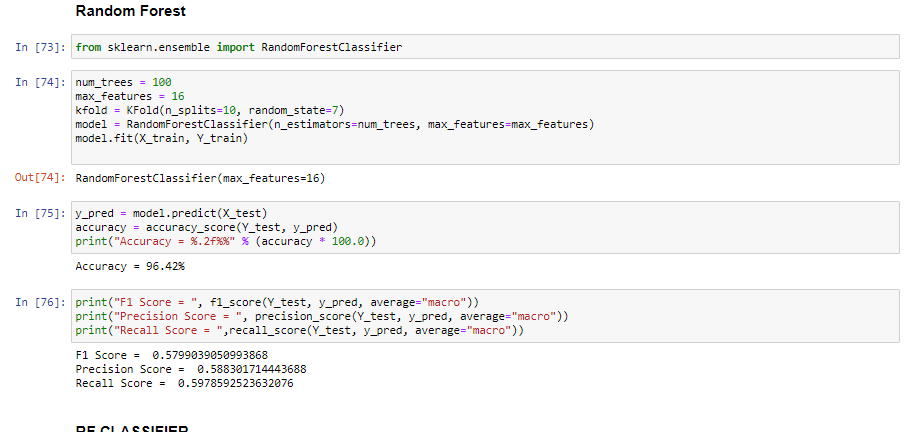 Random Forest
In [73]: from sklearn.ensemble import RandomForestClassifier
In [74]: num_trees = 100
max_features = 16
kfold = KFold(n_splits=10, random_state=7)
model = RandomForestClassifier(n_estimators=num_trees, max_features=max_features)
model.fit(X_train, Y_train)
Out[74]: RandomForestClassifier(max_features=16)
In [75]: y_pred = model.predict(X_test)
accuracy = accuracy_score(Y_test, y_pred)
print("Accuracy = %.2f%%" % (accuracy * 100.0))
Accuracy = 96.42%
In [76]: print("F1 Score = ", f1_score(Y_test, y_pred, average="macro"))
print("Precision Score = ", precision_score(Y_test, y_pred, average="macro"))
print("Recall Score = ",recall_score(Y_test, y_pred, average="macro"))
F1 Score =  0.5799039050993868
Precision Score =  0.588301714443688
Recall Score =  0.5978592523632076
RF CLASSIFIER